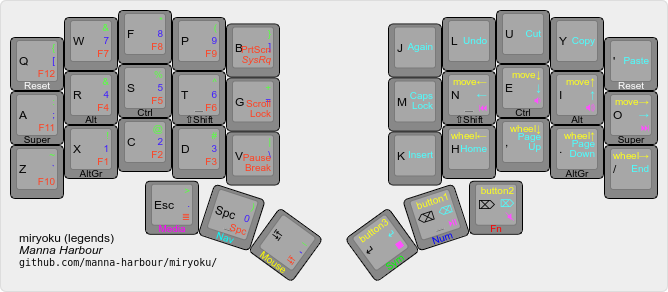 W & 7 F7
F * 8 F8
P ( 9 F9
B PrtScn ] SysRq
J Again
L Undo
U Cut
Y Copy
' Paste
Reset
Q { [ F12
Reset
R $ 4 F4
Alt
S % 5 F5
Ctrl
T 6 F6
⇧Shift
G Scroll Lock
M Caps Lock
move← N ←
⇧Shift
move↓ E ↓
Ctrl
move↑ I ↑
Alt
move→ O →
Super
A : ; F11
Super
X 1 F1
AltGr
C @ 2 F2
D # 3 F3
V Pause Break
K Insert
wheel← H Home
wheel↓ , Page Up
wheel↑ . Page Down
AltGr
wheel→ / End
Super
Z ~ ` F10
Esc
Media
Spc 0 Spc
Nav
Mouse
button3
button1
Num
button2
Fn
miryoku (legends)
Manna Harbour
github.com/manna-harbour/miryoku/